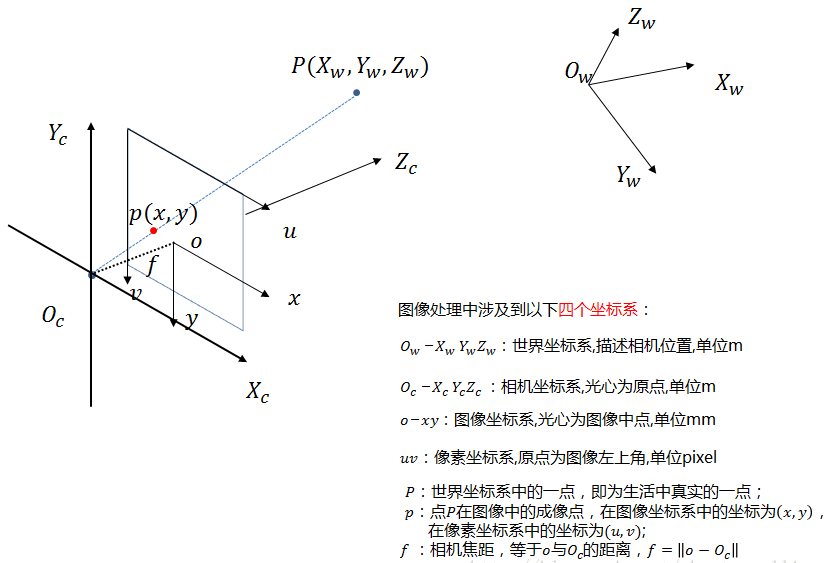 Z_w
P(X_w, Y_w, Z_w)
O_w
X_w
Y_c
Z_c
Y_w
p(x, y)
o
u
f
v
x
O_c
y
图像处理中涉及到以下四个坐标系：
O_w − X_w Y_w Z_w：世界坐标系,描述相机位置,单位m
X_c
O_c − X_c Y_c Z_c：相机坐标系,光心为原点,单位m
o − xy：图像坐标系,光心为图像中点,单位mm
uv：像素坐标系,原点为图像左上角,单位pixel
P：世界坐标系中的一点，即为生活中真实的一点；
p：点P在图像中的成像点，在图像坐标系中的坐标为(x, y)，
在像素坐标系中的坐标为(u, v);
f：相机焦距，等于o与O_c的距离，f = ‖o − O_c‖